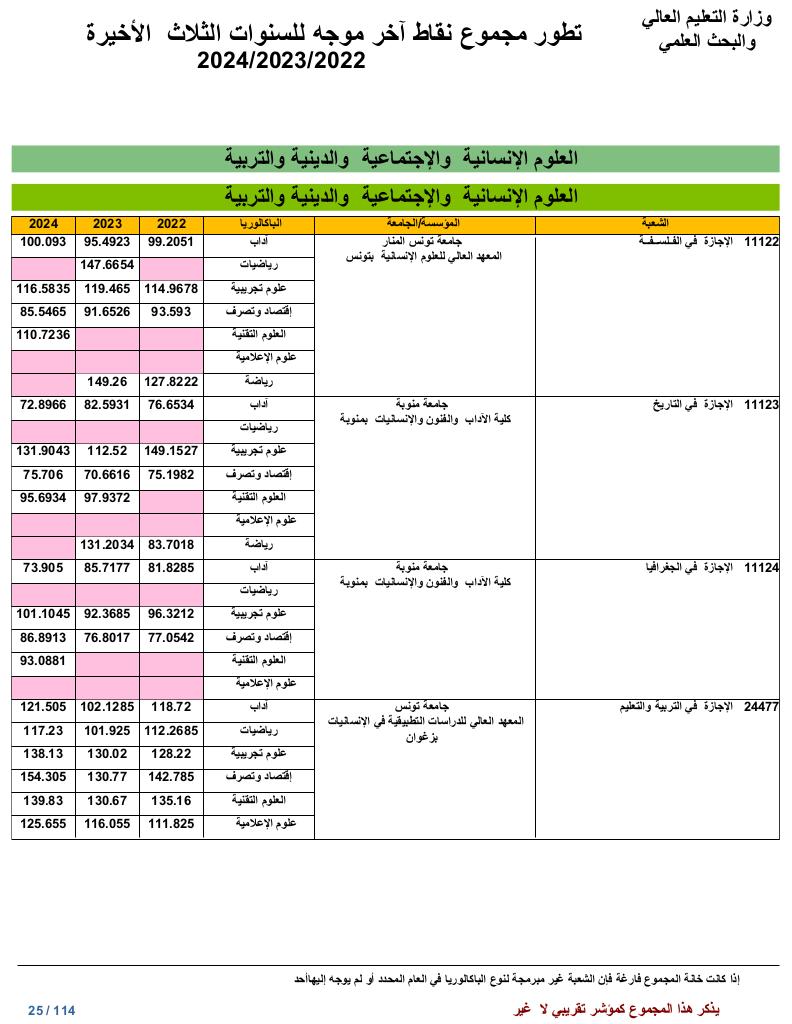 وزارة التعليم العالي
والبحث العلمي
تطور مجموع نقاط آخر موجه للسنوات الثلاث الأخيرة
2024/2023/2022
العلوم الإنسانية والإجتماعية والدينية والتربية
العلوم الإنسانية والإجتماعية والدينية والتربية
الشعبة المؤسسة/الجامعة الباكالوريا 2022 2023 2024
11122 الإجازة في الفلسفة جامعة تونس المنار آداب 99.2051 95.4923 100.093
المعهد العالي للعلوم الإنسانية بتونس رياضيات 147.6654
علوم تجريبية 114.9678 119.465 116.5835
إقتصاد وتصرف 93.593 91.6526 85.5465
العلوم التقنية 110.7236
علوم الإعلامية
رياضة 127.8222 149.26
11123 الإجازة في التاريخ جامعة منوبة آداب 76.6534 82.5931 72.8966
كلية الآداب والفنون والإنسانيات بمنوبة رياضيات
علوم تجريبية 149.1527 112.52 131.9043
إقتصاد وتصرف 75.1982 70.6616 75.706
العلوم التقنية 97.9372 95.6934
علوم الإعلامية
رياضة 83.7018 131.2034
11124 الإجازة في الجغرافيا جامعة منوبة آداب 81.8285 85.7177 73.905
كلية الآداب والفنون والإنسانيات بمنوبة رياضيات
علوم تجريبية 96.3212 92.3685 101.1045
إقتصاد وتصرف 77.0542 76.8017 86.8913
العلوم التقنية 93.0881
علوم الإعلامية
24477 الإجازة في التربية والتعليم جامعة تونس آداب 118.72 102.1285 121.505
المعهد العالي للدراسات التطبيقية في الإنسانيات رياضيات 112.2685 101.925 117.23
بزغوان
علوم تجريبية 128.22 130.02 138.13
إقتصاد وتصرف 142.785 130.77 154.305
العلوم التقنية 135.16 130.67 139.83
علوم الإعلامية 111.825 116.055 125.655
إذا كانت خانة المجموع فارغة فإن الشعبة غير مبرمجة لنوع الباكالوريا في العام المحدد أو لم يوجه إليهاأحد
يذكر هذا المجموع كمؤشر تقريبي لا غير
25 / 114